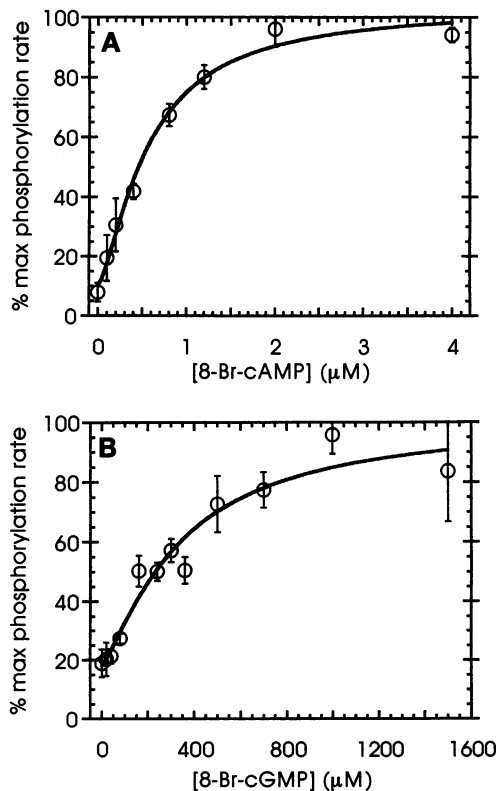 A
100
80
60
40
20
0
% max phosphorylation rate
0 1 2 3 4
[8-Br-cAMP] (μM)
B
100
80
60
40
20
0
% max phosphorylation rate
0 400 800 1200 1600
[8-Br-cGMP] (μM)